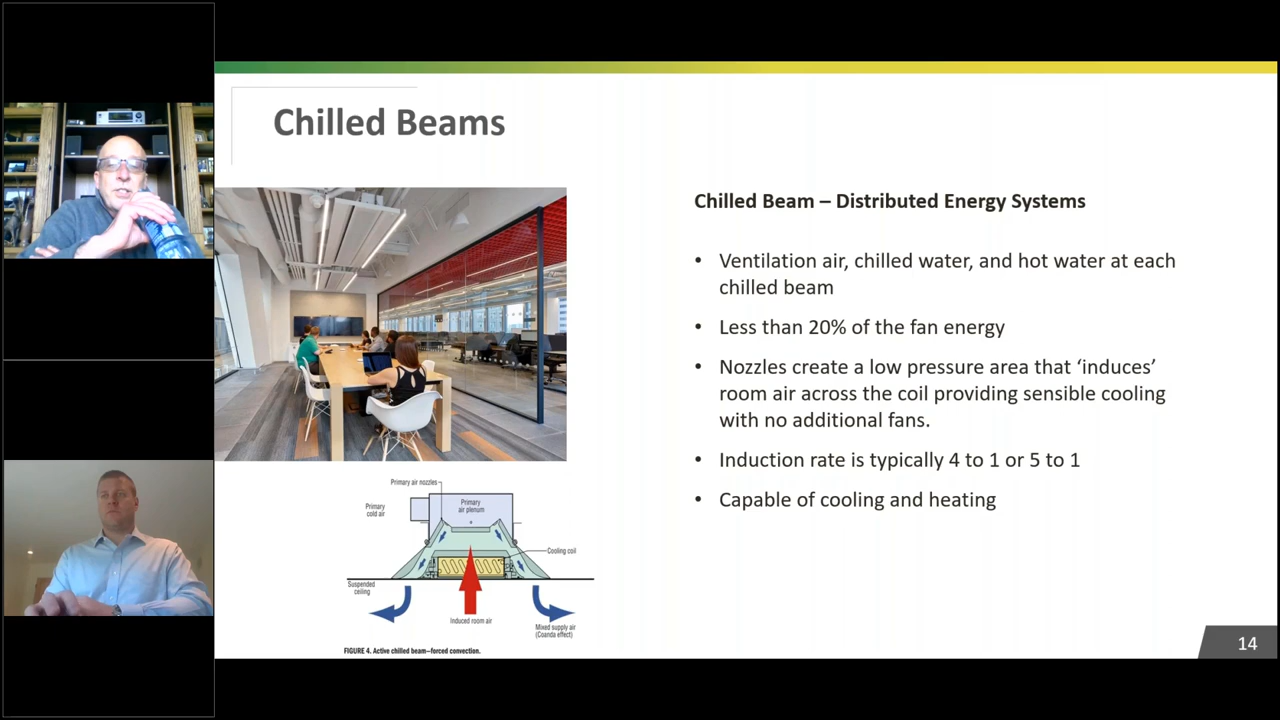 Chilled Beams
Chilled Beam – Distributed Energy Systems
• Ventilation air, chilled water, and hot water at each
chilled beam
• Less than 20% of the fan energy
• Nozzles create a low pressure area that ‘induces’
room air across the coil providing sensible cooling
with no additional fans.
• Induction rate is typically 4 to 1 or 5 to 1
• Capable of cooling and heating
Primary air nozzles
Primary
cold air
Primary
air plenum
Cooling coil
Suspended
ceiling
Induced room air
Mixed supply air
(Coanda effect)
FIGURE 4. Active chilled beam—forced convection.
14